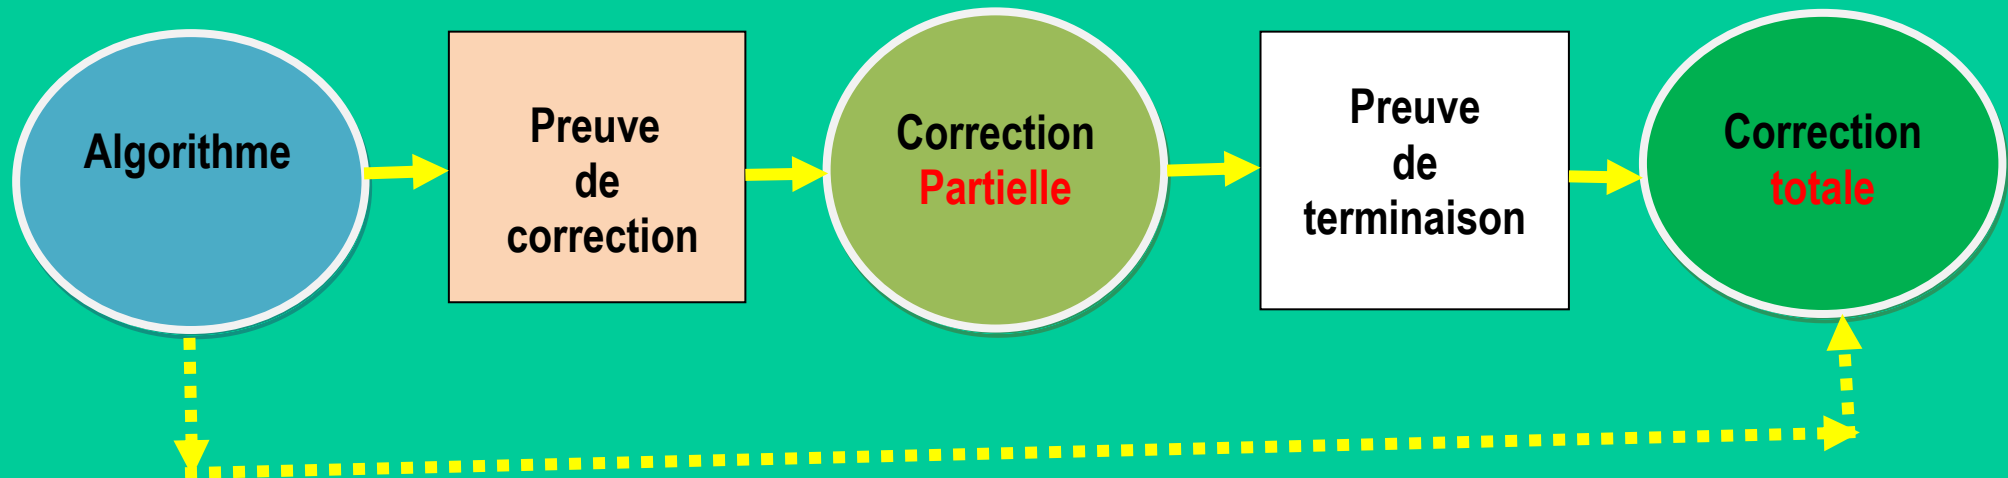 Algorithme
Preuve
de
correction
Correction
Partielle
Preuve
de
terminaison
Correction
totale